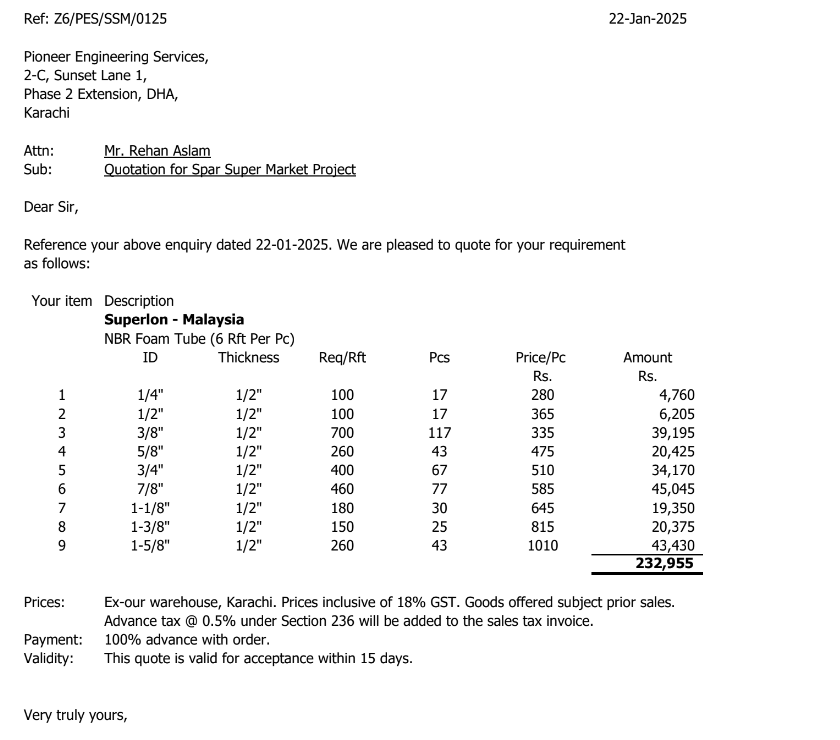 Ref: Z6/PES/SSM/0125 22-Jan-2025
Pioneer Engineering Services,
2-C, Sunset Lane 1,
Phase 2 Extension, DHA,
Karachi
Attn: Mr. Rehan Aslam
Sub: Quotation for Spar Super Market Project
Dear Sir,
Reference your above enquiry dated 22-01-2025. We are pleased to quote for your requirement
as follows:
Your item Description
Superlon - Malaysia
NBR Foam Tube (6 Rft Per Pc)
ID Thickness Req/Rft Pcs Price/Pc Amount
Rs. Rs.
1 1/4" 1/2" 100 17 280 4,760
2 1/2" 1/2" 100 17 365 6,205
3 3/8" 1/2" 700 117 335 39,195
4 5/8" 1/2" 260 43 475 20,425
5 3/4" 1/2" 400 67 510 34,170
6 7/8" 1/2" 460 77 585 45,045
7 1-1/8" 1/2" 180 30 645 19,350
8 1-3/8" 1/2" 150 25 815 20,375
9 1-5/8" 1/2" 260 43 1010 43,430
232,955
Prices: Ex-our warehouse, Karachi. Prices inclusive of 18% GST. Goods offered subject prior sales.
Advance tax @ 0.5% under Section 236 will be added to the sales tax invoice.
Payment: 100% advance with order.
Validity: This quote is valid for acceptance within 15 days.
Very truly yours,